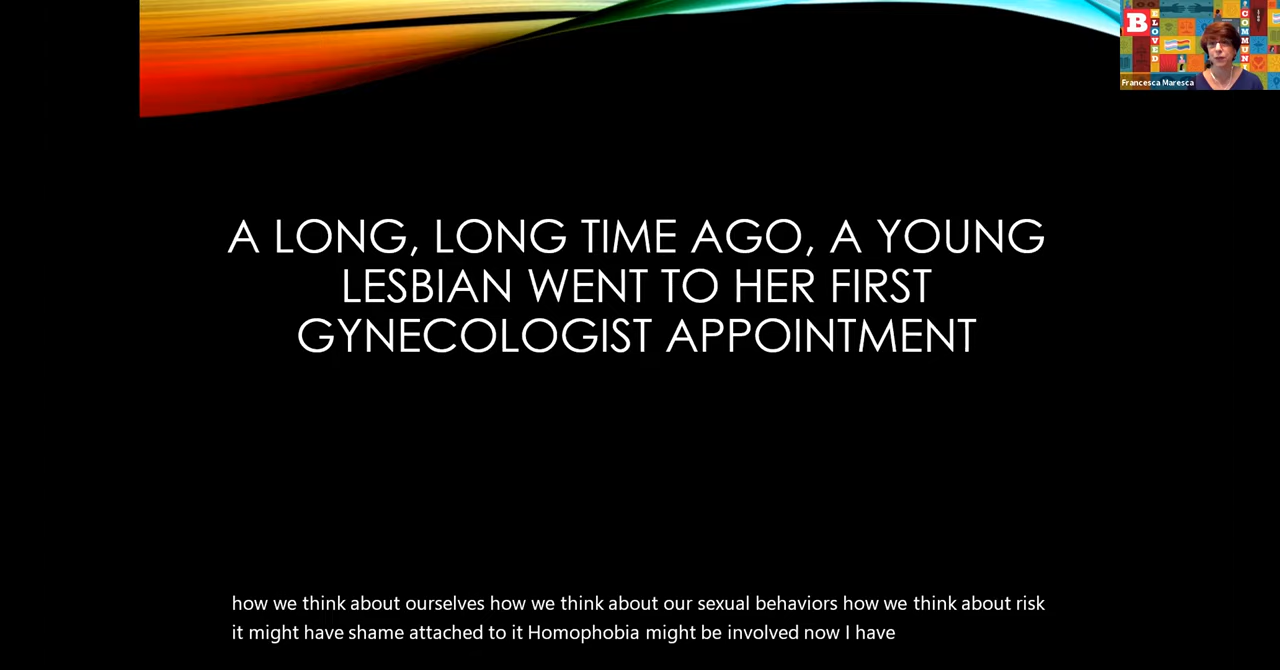 B
ELOVED
COMMUNI
Francesca Maresca
A LONG, LONG TIME AGO, A YOUNG
LESBIAN WENT TO HER FIRST
GYNECOLOGIST APPOINTMENT
how we think about ourselves how we think about our sexual behaviors how we think about risk
it might have shame attached to it Homophobia might be involved now I have